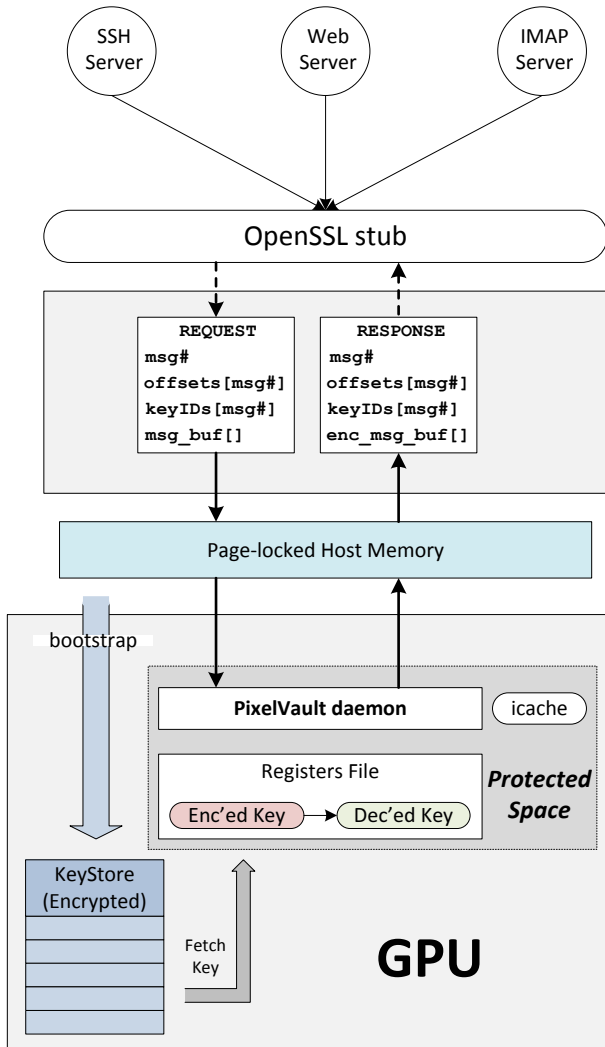 SSH
Server
Web
Server
IMAP
Server
OpenSSL stub
REQUEST
msg#
offsets[msg#]
keyIDs[msg#]
msg_buf[]
RESPONSE
msg#
offsets[msg#]
keyIDs[msg#]
enc_msg_buf[]
Page-locked Host Memory
bootstrap
PixelVault daemon
icache
Registers File
Enc'ed Key
Dec'ed Key
Protected
Space
KeyStore
(Encrypted)
Fetch
Key
GPU